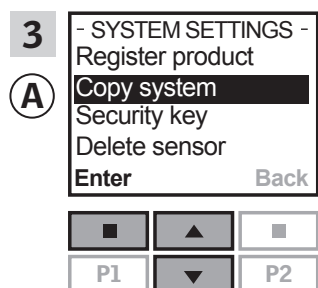 3
A
- SYSTEM SETTINGS -
Register product
Copy system
Security key
Delete sensor
Enter Back
P1 P2